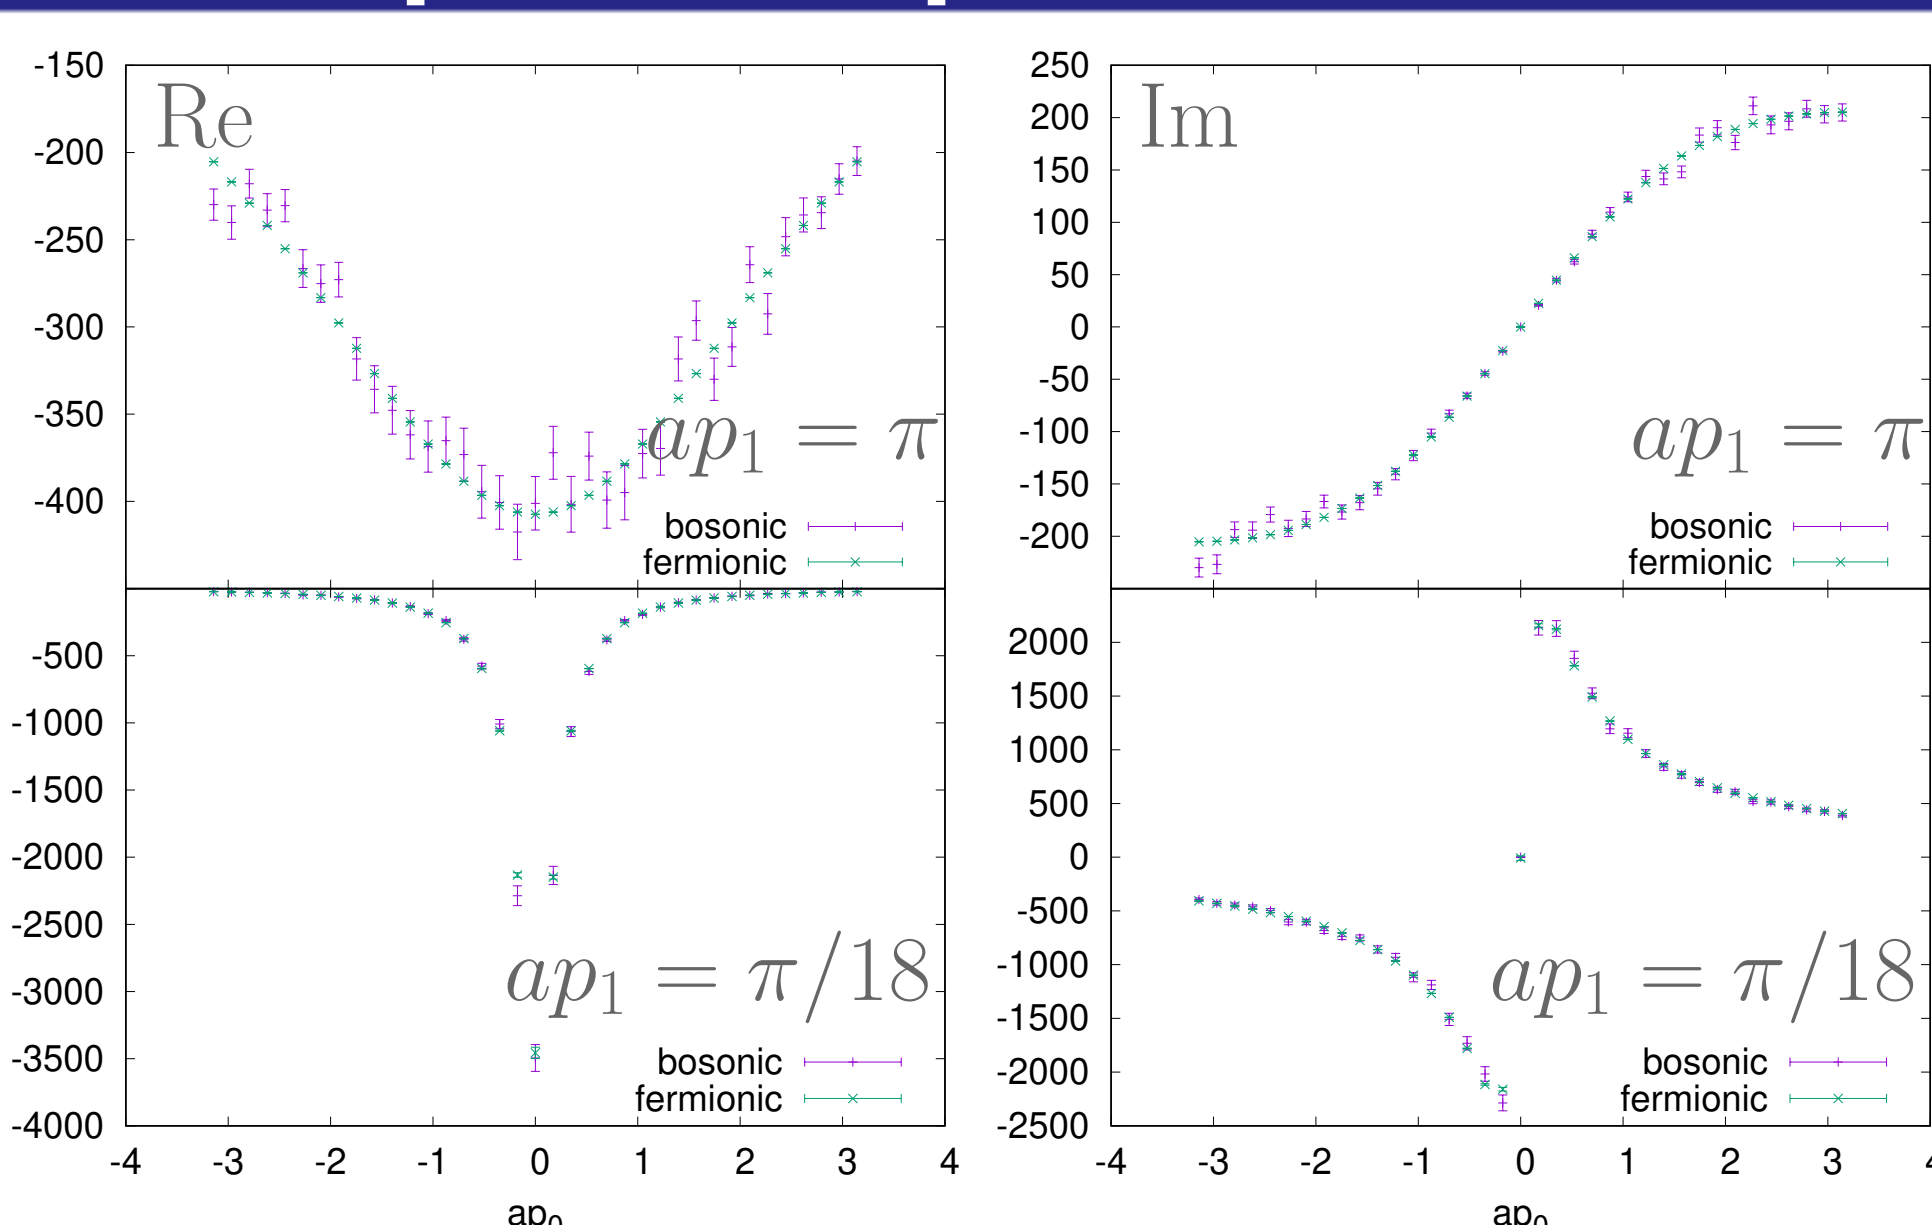 Re
-150
-200
-250
-300
-350
-400
ap₁ = π
bosonic
fermionic
-500
-1000
-1500
-2000
-2500
-3000
-3500
-4000
ap₁ = π/18
bosonic
fermionic
-4 -3 -2 -1 0 1 2 3 4
ap₀
Im
250
200
150
100
50
0
-50
-100
-150
-200
ap₁ = π
bosonic
fermionic
2000
1500
1000
500
0
-500
-1000
-1500
-2000
-2500
ap₁ = π/18
bosonic
fermionic
-4 -3 -2 -1 0 1 2 3 4
ap₀